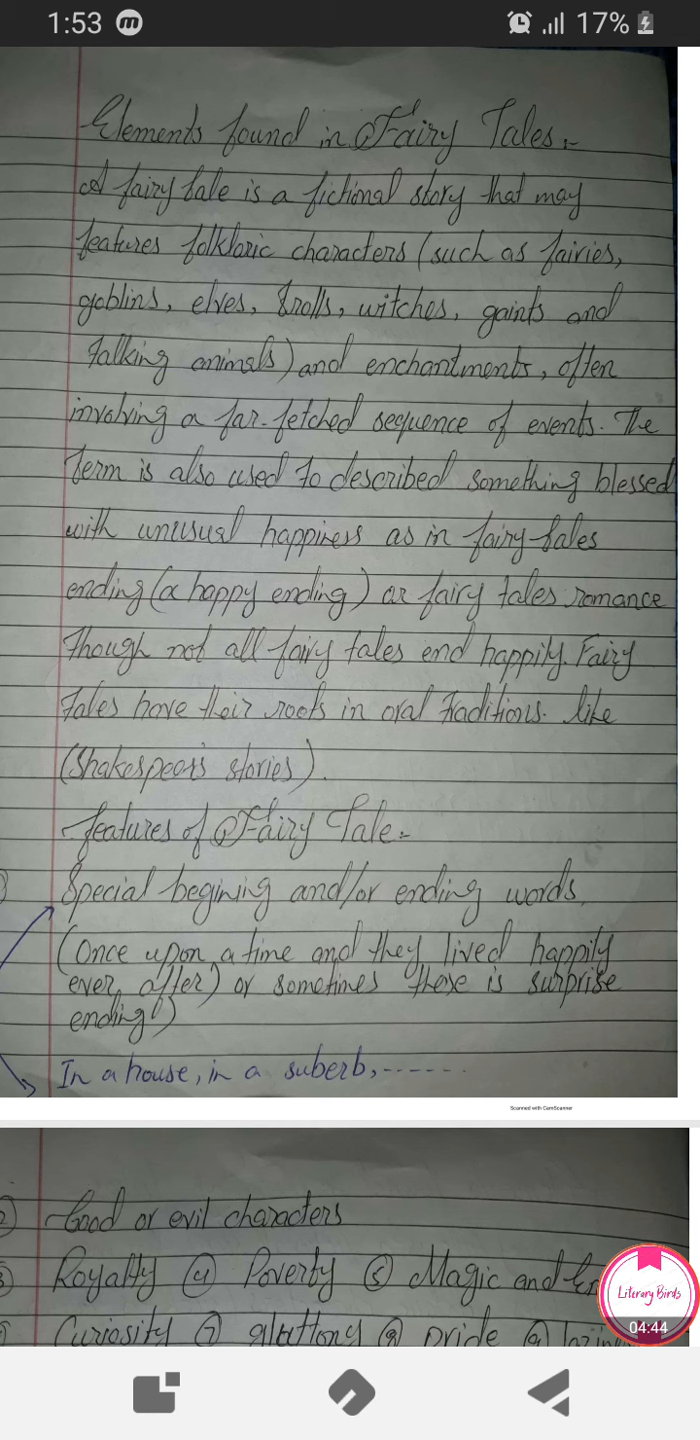 1:53 m 17%
Elements found in Fairy Tales:-
A fairy tale is a fictional story that may
features folkloric characters (such as fairies,
goblins, elves, trolls, witches, gaints and
talking animals) and enchantments, often
involving a far-fetched sequence of events. The
term is also used to described something blessed
with unusual happiness as in fairy tales
ending (a happy ending) or fairy tales romance
Though not all fairy tales end happily. Fairy
tales have their roots in oral traditions. like
(Shakespear's stories).
features of Fairy Tale:-
Special begining and/or ending words.
(Once upon a time and they lived happily
ever after) or sometimes there is surprise
ending!)
In a house, in a suberb,------
Scanned with CamScanner
2) Good or evil characters
Royalty (4) Poverty (5) Magic and
Curiosity (7) gluttony (8) pride (9)
Literary Birds
04:44